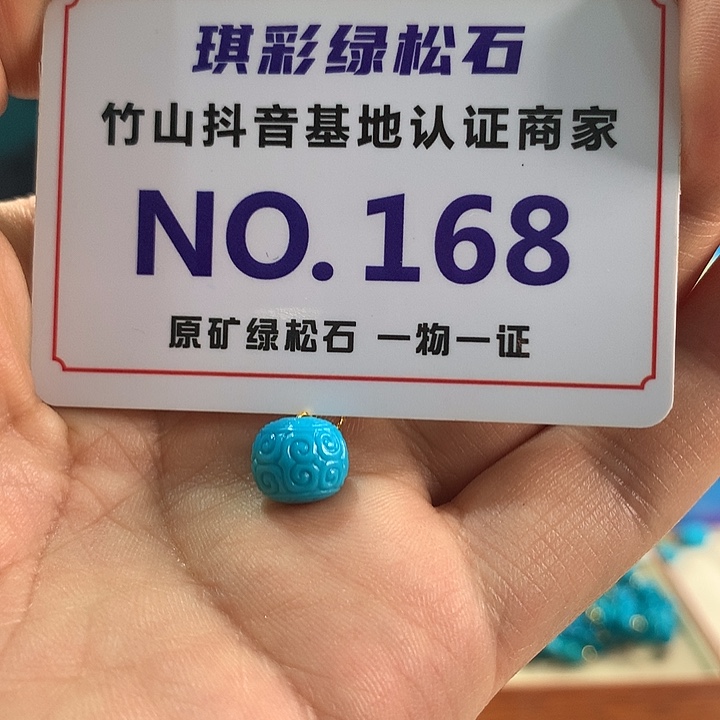 琪彩绿松石
竹山抖音基地认证商家
NO.168
原矿绿松石 一物一证